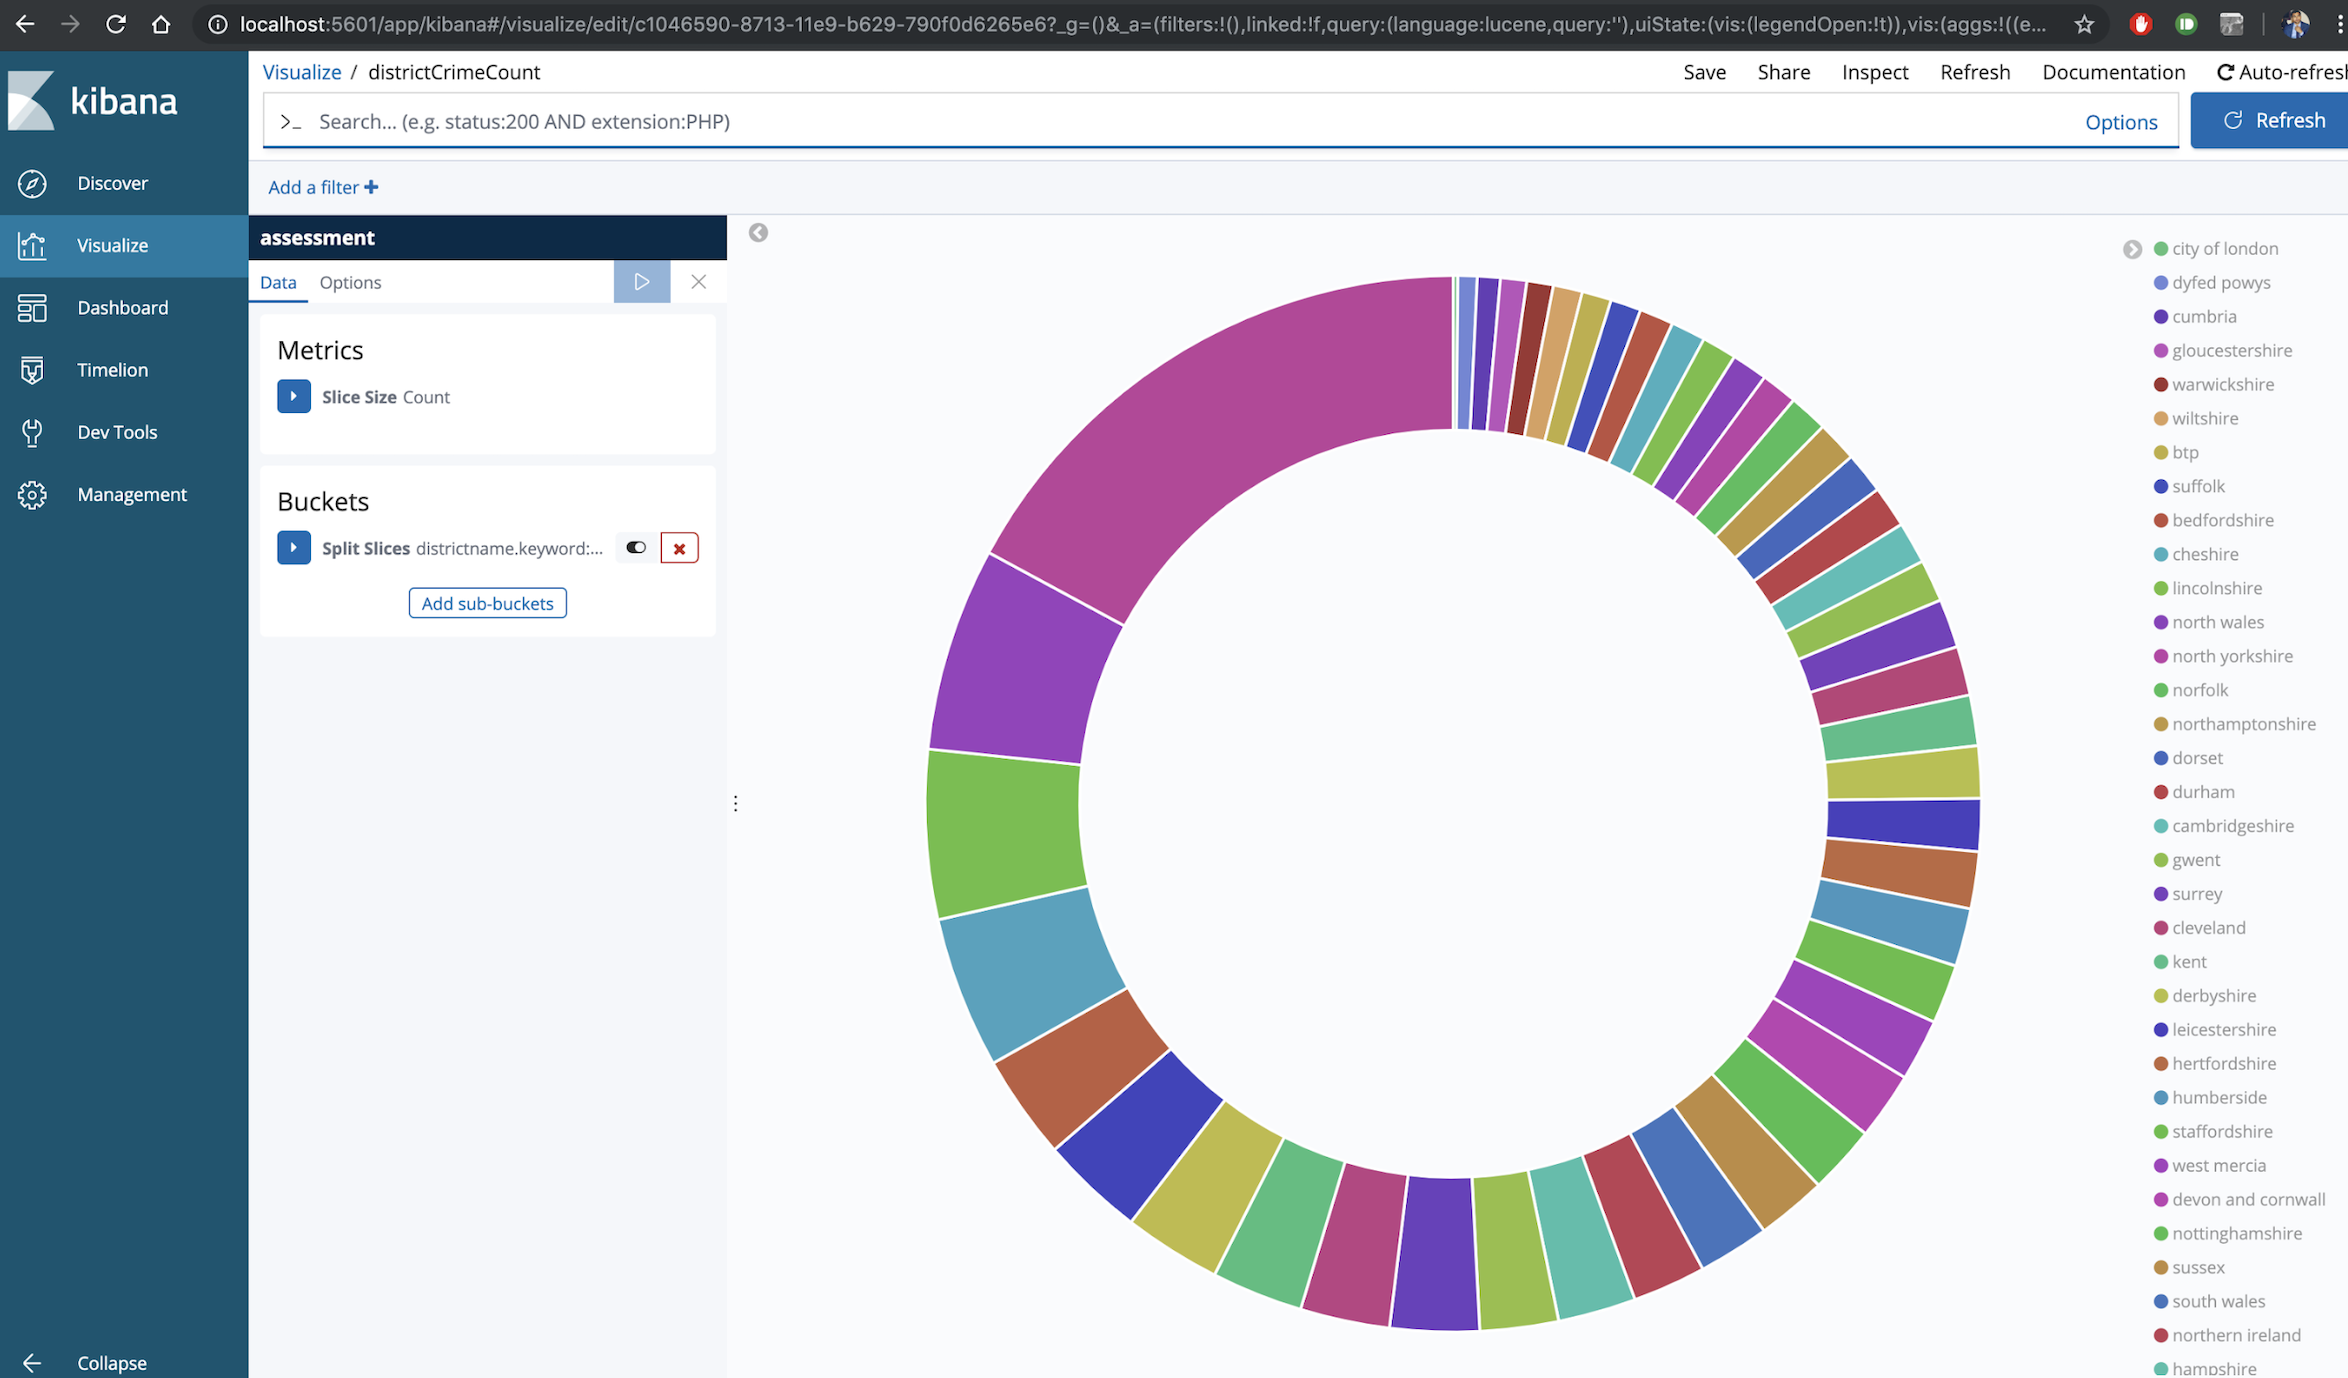 localhost:5601/app/kibana#/visualize/edit/c1046590-8713-11e9-b629-790f0d6265e6?_g=()&_a=(filters:!(),linked:!f,query:(language:lucene,query:''),uiState:(vis:(legendOpen:!t)),vis:(aggs:!((e...
kibana
Discover
Visualize
Dashboard
Timelion
Dev Tools
Management
Collapse
Visualize / districtCrimeCount
Save Share Inspect Refresh Documentation Auto-refresh
>_ Search... (e.g. status:200 AND extension:PHP)
Options
Refresh
Add a filter +
assessment
Data Options
Metrics
Slice Size Count
Buckets
Split Slices districtname.keyword:...
Add sub-buckets
city of london
dyfed powys
cumbria
gloucestershire
warwickshire
wiltshire
btp
suffolk
bedfordshire
cheshire
lincolnshire
north wales
north yorkshire
norfolk
northamptonshire
dorset
durham
cambridgeshire
gwent
surrey
cleveland
kent
derbyshire
leicestershire
hertfordshire
humberside
staffordshire
west mercia
devon and cornwall
nottinghamshire
sussex
south wales
northern ireland
hampshire